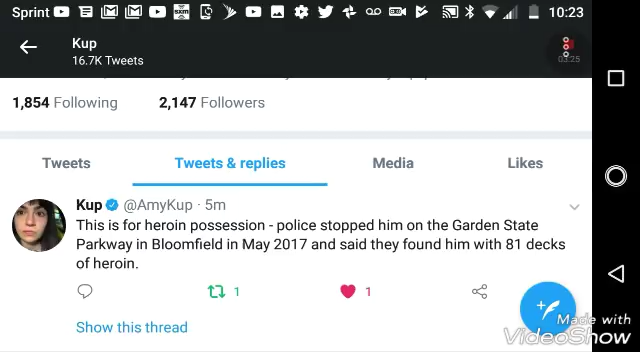 Sprint
10:23
Kup
16.7K Tweets
03:25
1,854 Following 2,147 Followers
Tweets Tweets & replies Media Likes
Kup @AmyKup · 5m
This is for heroin possession - police stopped him on the Garden State
Parkway in Bloomfield in May 2017 and said they found him with 81 decks
of heroin.
1 1
Show this thread
Made with
VideoShow